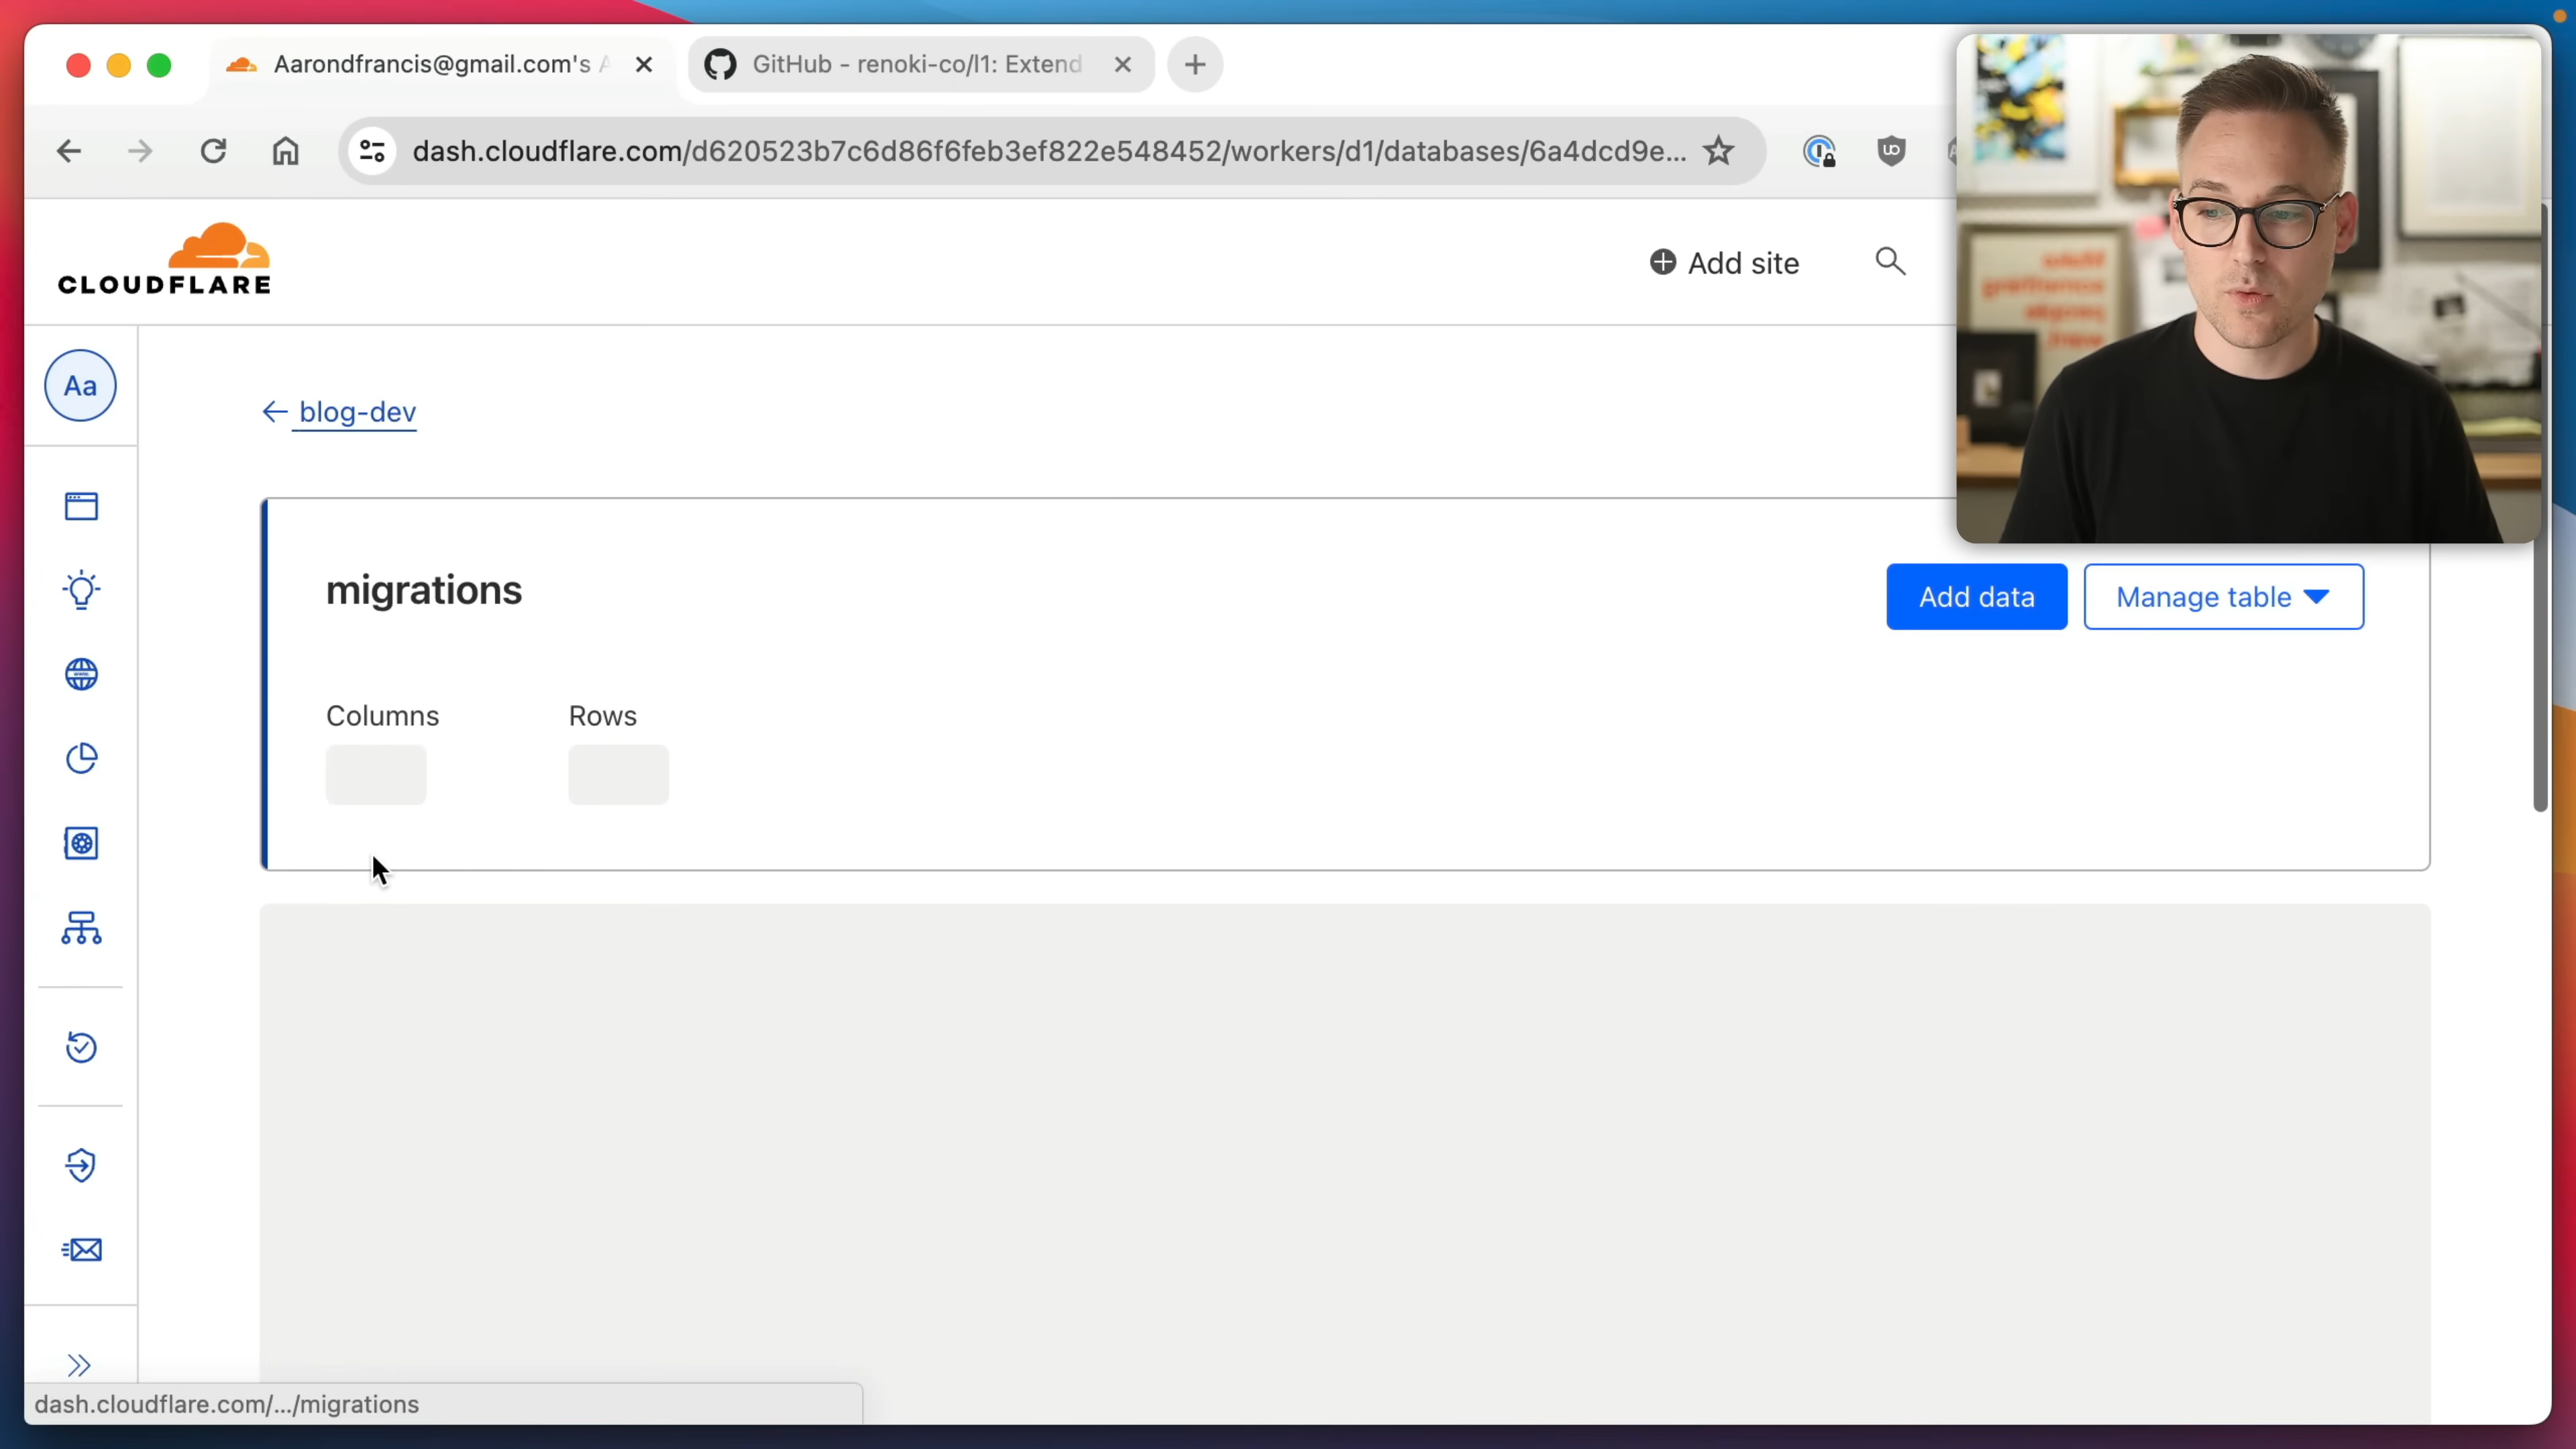 Aarondfrancis@gmail.com's
GitHub - renoki-co/l1: Extend
dash.cloudflare.com/d620523b7c6d86f6feb3ef822e548452/workers/d1/databases/6a4dcd9e...
CLOUDFLARE
Add site
Aa
blog-dev
migrations
Add data
Manage table
Columns
Rows
dash.cloudflare.com/.../migrations